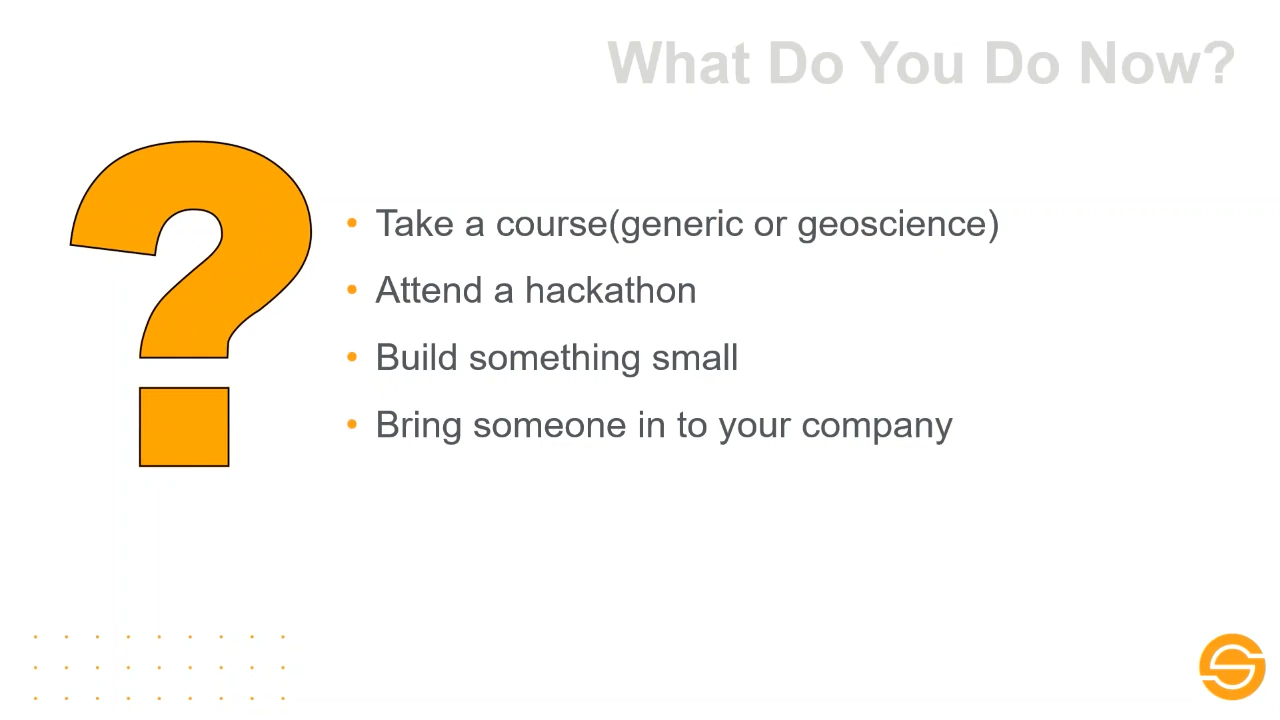 What Do You Do Now?
• Take a course(generic or geoscience)
• Attend a hackathon
• Build something small
• Bring someone in to your company